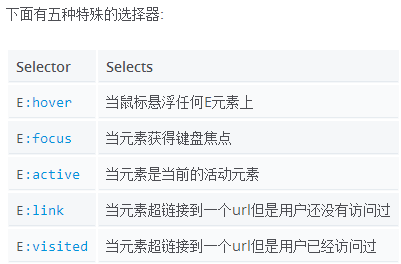 下面有五种特殊的选择器:
Selector Selects
E:hover 当鼠标悬浮任何E元素上
E:focus 当元素获得键盘焦点
E:active 当元素是当前的活动元素
E:link 当元素超链接到一个url但是用户还没有访问过
E:visited 当元素超链接到一个url但是用户已经访问过